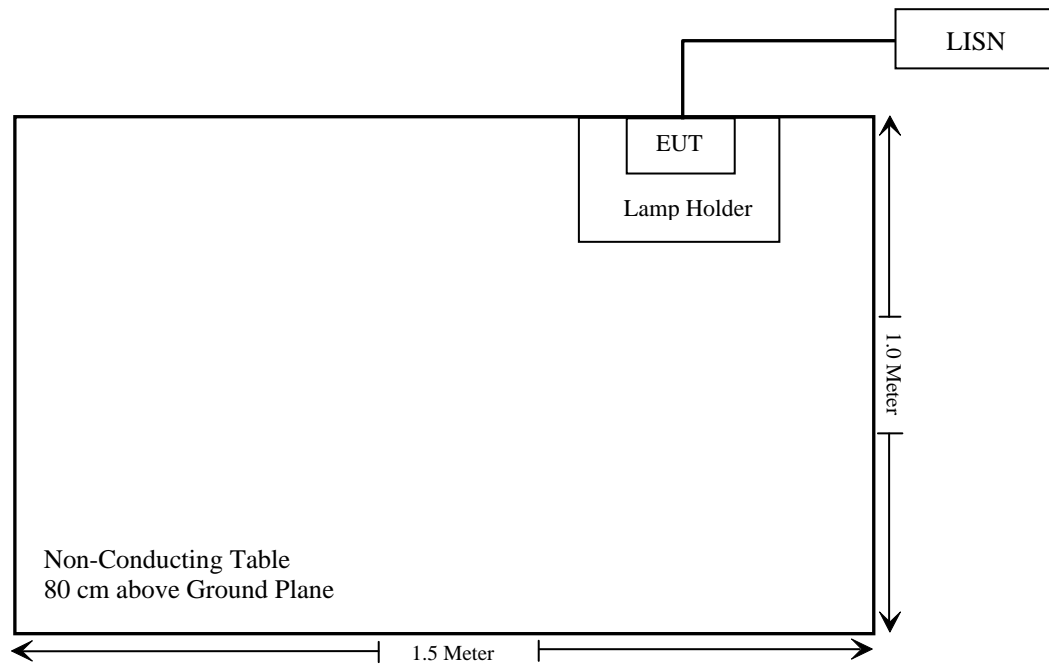 LISN
EUT
Lamp Holder
1.0 Meter
Non-Conducting Table
80 cm above Ground Plane
1.5 Meter